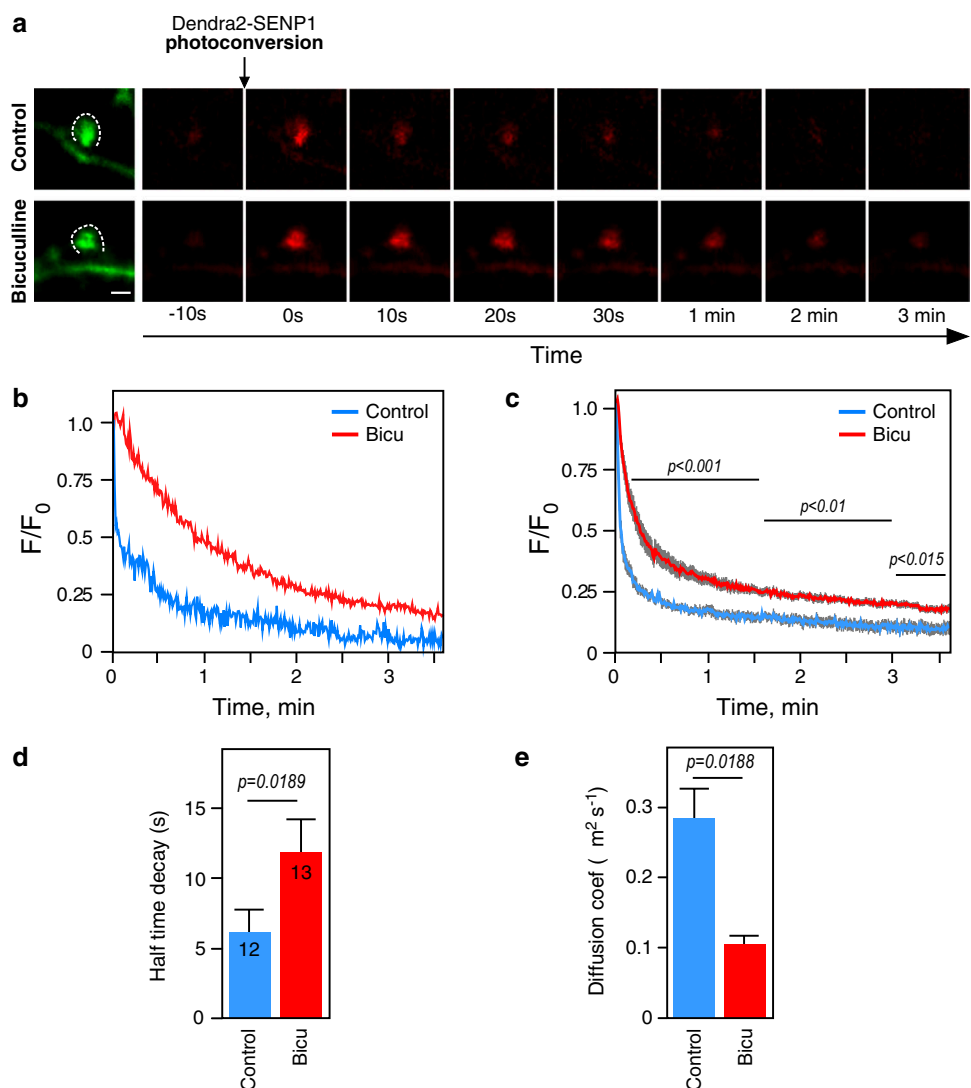 a
Dendra2-SENP1
photoconversion
Control
Bicuculline
-10s 0s 10s 20s 30s 1 min 2 min 3 min
Time
b
Control
Bicu
F/F0
1.0
0.75
0.5
0.25
0
0 1 2 3
Time, min
c
Control
Bicu
p<0.001
p<0.01
p<0.015
F/F0
1.0
0.75
0.5
0.25
0
0 1 2 3
Time, min
d
p=0.0189
Half time decay (s)
15
10
5
0
12
13
Control
Bicu
e
p=0.0188
Diffusion coef ( m² s⁻¹)
0.3
0.2
0.1
0
Control
Bicu